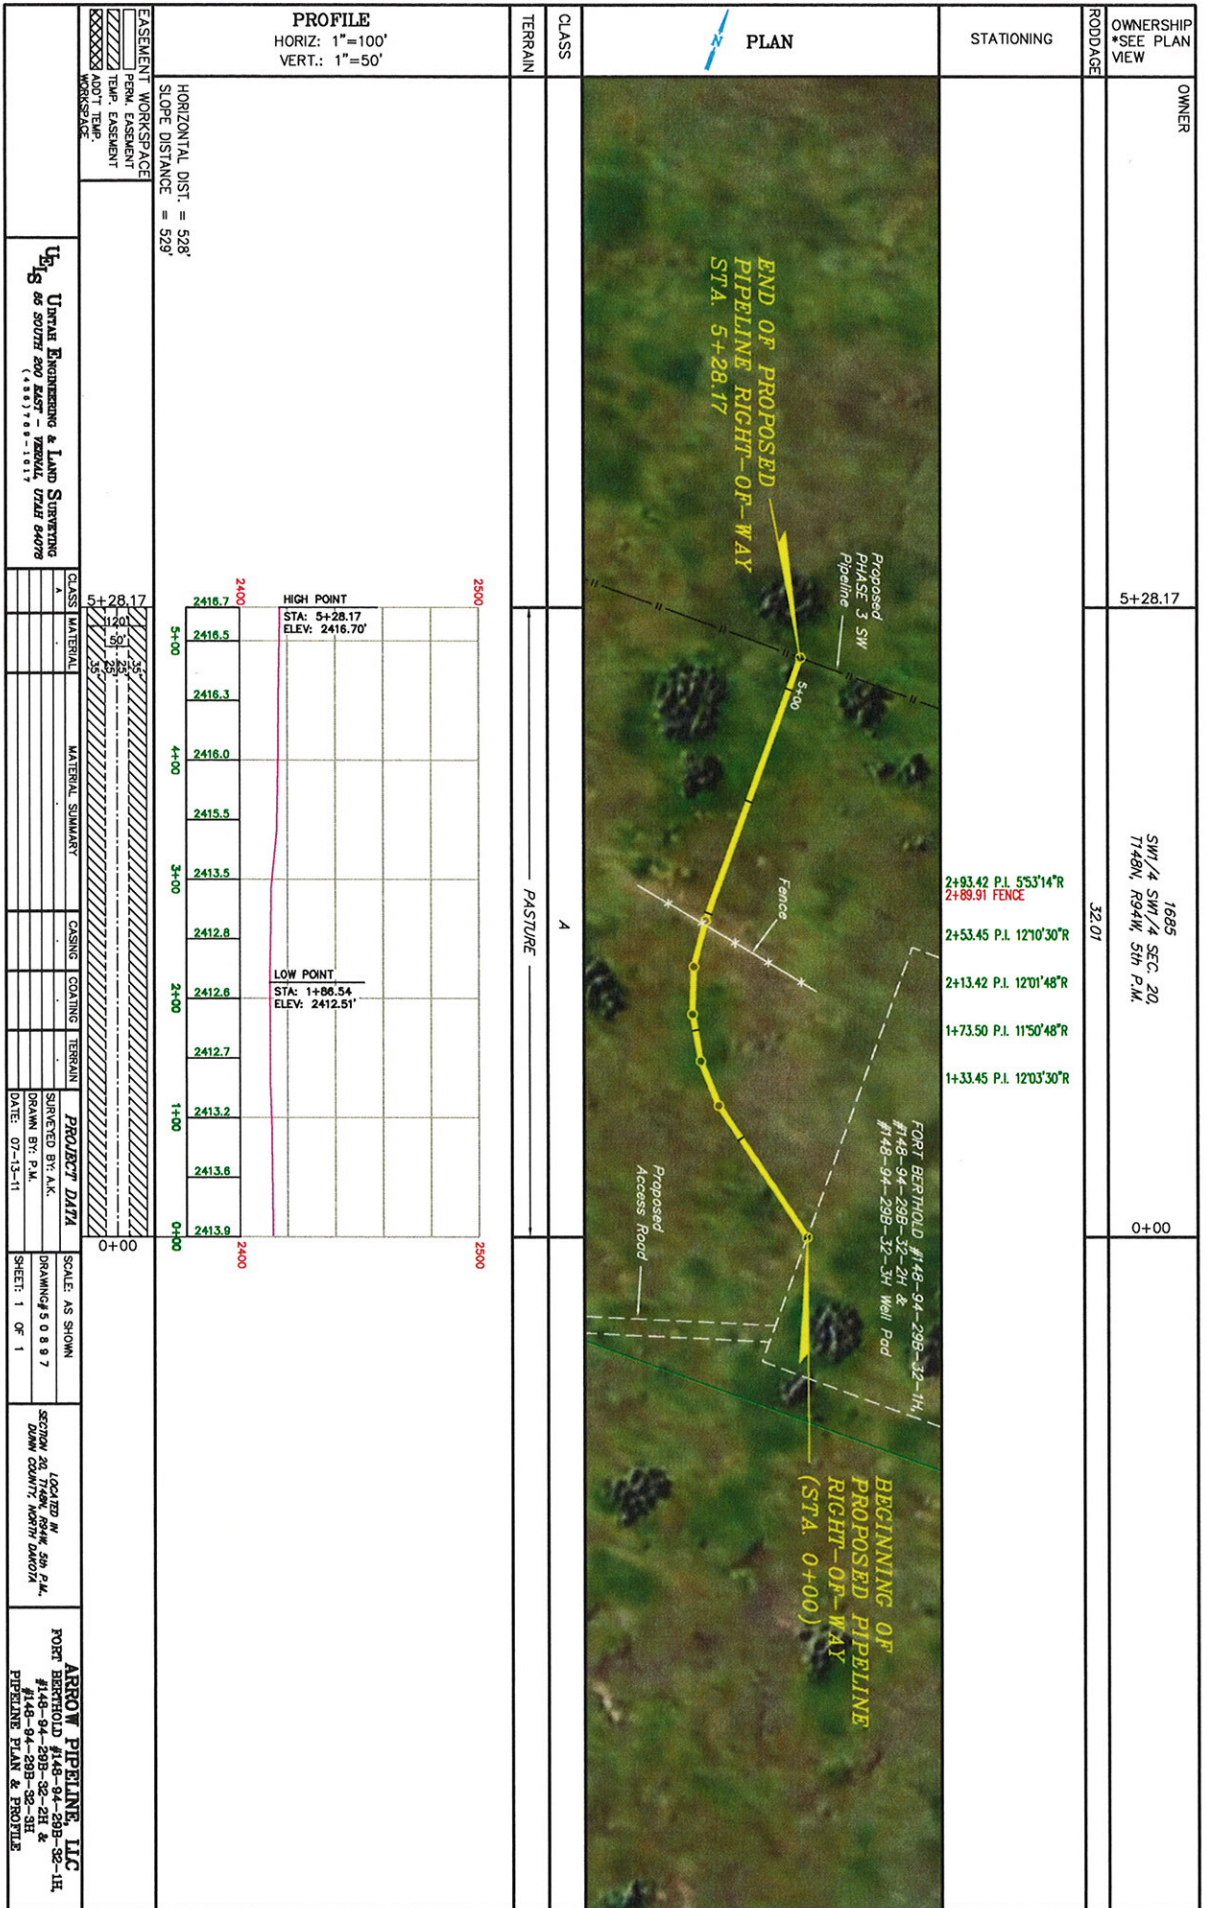 OWNERSHIP
*SEE PLAN
VIEW
OWNER
5+28.17
1685
SW1/4 SW1/4 SEC. 20,
T148N, R94W, 5th P.M.
0+00
RODDAGE
32.01
STATIONING
2+93.42 P.I. 5°53'14"R
2+89.91 FENCE
2+53.45 P.I. 12°10'30"R
2+13.42 P.I. 12°01'48"R
1+73.50 P.I. 11°50'48"R
1+33.45 P.I. 12°03'30"R
PLAN
N
END OF PROPOSED
PIPELINE RIGHT-OF-WAY
STA. 5+28.17
Proposed
PHASE 3 SW
Pipeline
5+00
Fence
FORT BERTHOLD #148-94-29B-32-1H,
#148-94-29B-32-2H &
#148-94-29B-32-3H Well Pad
Proposed
Access Road
BEGINNING OF
PROPOSED PIPELINE
RIGHT-OF-WAY
(STA. 0+00)
CLASS
A
TERRAIN
PASTURE
PROFILE
HORIZ: 1"=100'
VERT.: 1"=50'
HORIZONTAL DIST. = 528'
SLOPE DISTANCE = 529'
2500
2500
2400
2400
HIGH POINT
STA: 5+28.17
ELEV: 2416.70'
LOW POINT
STA: 1+86.54
ELEV: 2412.51'
2416.7
2416.5
2416.3
2416.0
2415.5
2413.5
2412.8
2412.6
2412.7
2413.2
2413.6
2413.9
5+00
4+00
3+00
2+00
1+00
0+00
EASEMENT WORKSPACE
PERM. EASEMENT
TEMP. EASEMENT
ADD'T TEMP.
WORKSPACE
5+28.17
120'
50'
35'
25'
25'
35'
0+00
UELS
UINTAH ENGINEERING & LAND SURVEYING
85 SOUTH 200 EAST - VERNAL, UTAH 84078
(435)789-1017
CLASS
MATERIAL
MATERIAL SUMMARY
CASING
COATING
TERRAIN
A
PROJECT DATA
SURVEYED BY: A.K.
DRAWN BY: P.M.
DATE: 07-13-11
SCALE: AS SHOWN
DRAWING# 5 0 8 9 7
SHEET: 1 OF 1
LOCATED IN
SECTION 20, T148N, R94W, 5th P.M.,
DUNN COUNTY, NORTH DAKOTA
ARROW PIPELINE, LLC
FORT BERTHOLD #148-94-29B-32-1H,
#148-94-29B-32-2H &
#148-94-29B-32-3H
PIPELINE PLAN & PROFILE